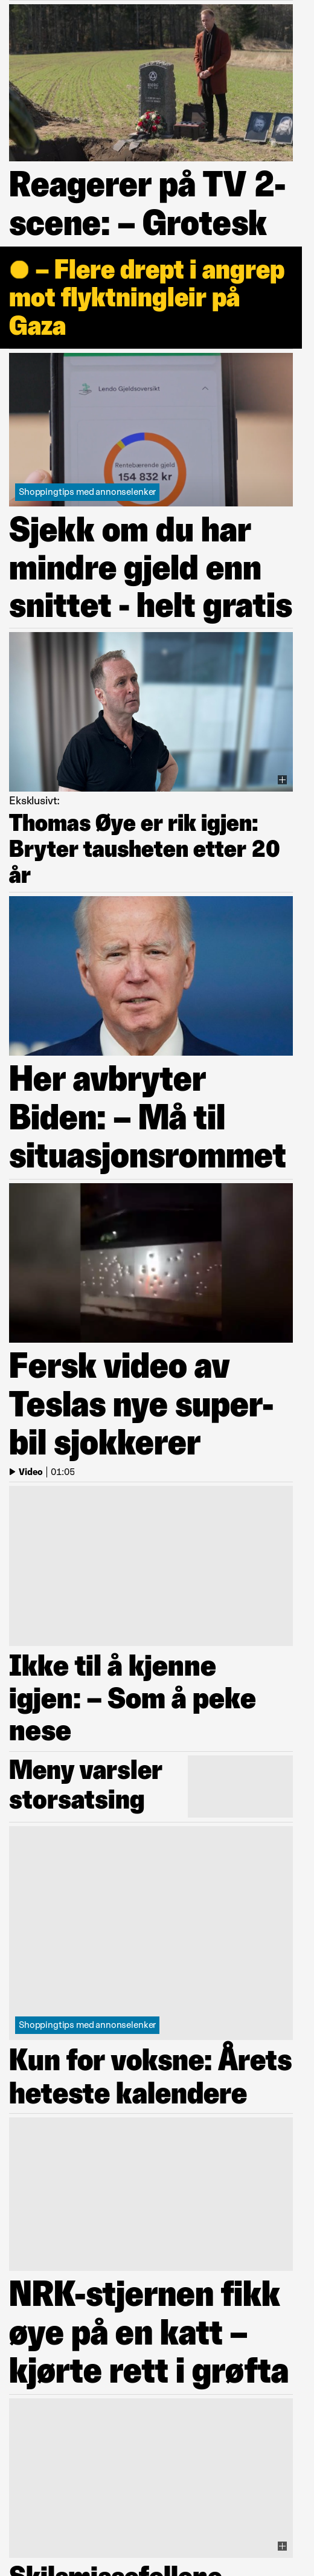 Reagerer på TV 2-
scene: – Grotesk
– Flere drept i angrep
mot flyktningleir på
Gaza
Lendo Gjeldsoversikt
Rentebærende gjeld
154 832 kr
Shoppingtips med annonselenker
Sjekk om du har
mindre gjeld enn
snittet - helt gratis
Eksklusivt:
Thomas Øye er rik igjen:
Bryter tausheten etter 20
år
Her avbryter
Biden: – Må til
situasjonsrommet
Fersk video av
Teslas nye super-
bil sjokkerer
Video | 01:05
Ikke til å kjenne
igjen: – Som å peke
nese
Meny varsler
storsatsing
Shoppingtips med annonselenker
Kun for voksne: Årets
heteste kalendere
NRK-stjernen fikk
øye på en katt –
kjørte rett i grøfta